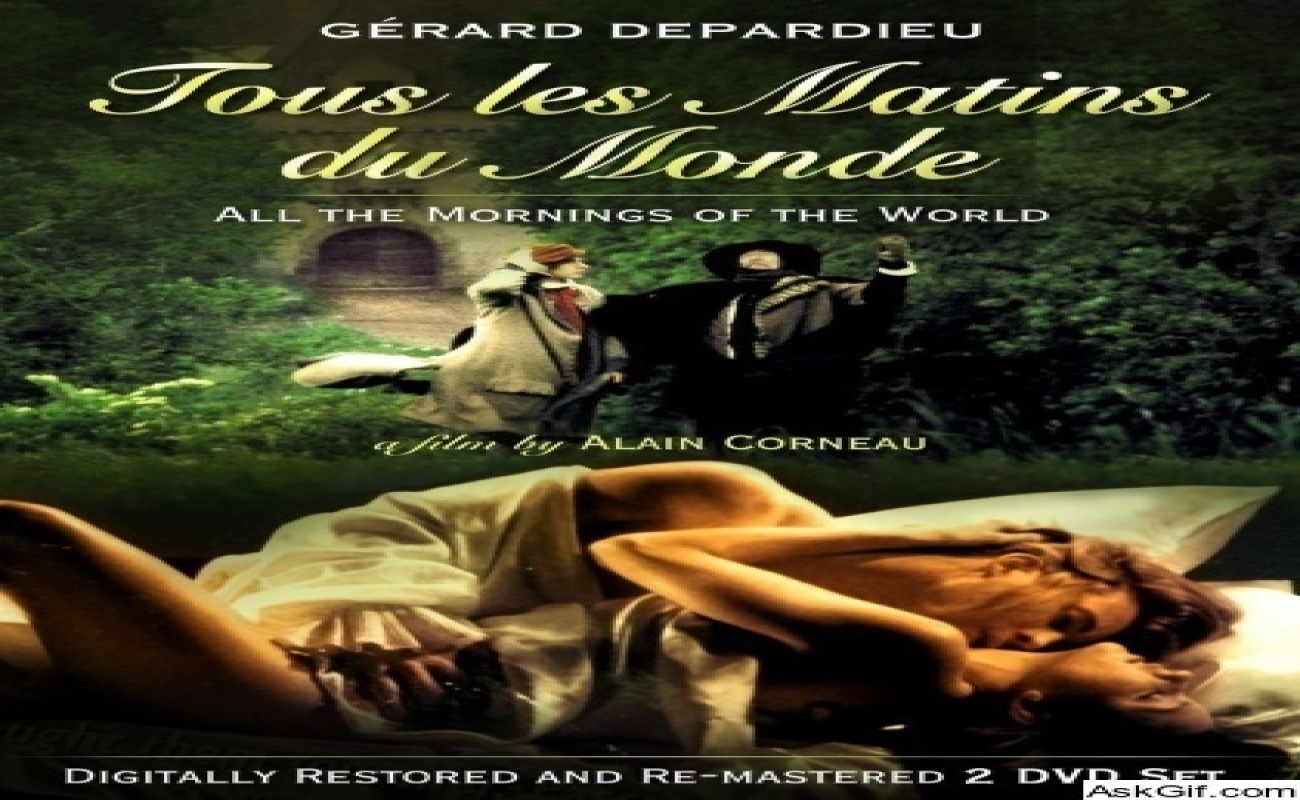 GÉRARD DEPARDIEU
Tous les Matins
du Monde
ALL THE MORNINGS OF THE WORLD
a film by ALAIN CORNEAU
DIGITALLY RESTORED AND RE-MASTERED 2 DVD SET
AskGif.com